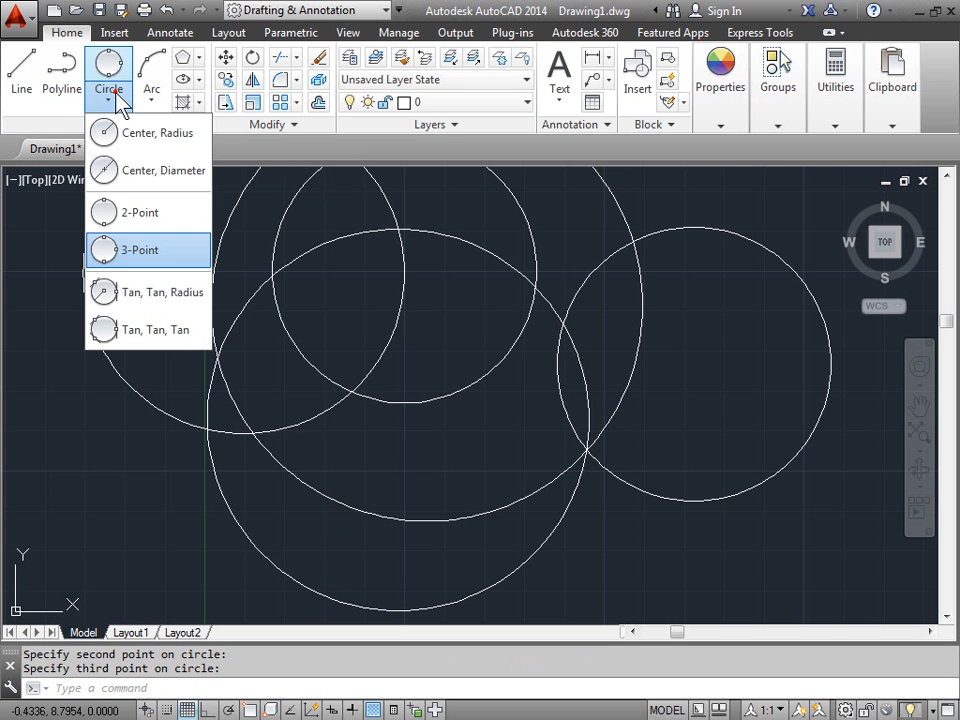 Drafting & Annotation
Autodesk AutoCAD 2014 Drawing1.dwg
Sign In
Home Insert Annotate Layout Parametric View Manage Output Plug-ins Autodesk 360 Featured Apps Express Tools
Line Polyline Circle Arc
Unsaved Layer State
0
Text Insert Properties Groups Utilities Clipboard
Modify Layers Annotation Block
Drawing1*
Center, Radius
Center, Diameter
2-Point
3-Point
Tan, Tan, Radius
Tan, Tan, Tan
[−][Top][2D Wir
N
W TOP E
S
WCS
Y
X
Model Layout1 Layout2
Specify second point on circle:
Specify third point on circle:
Type a command
-0.4336, 8.7954, 0.0000
MODEL 1:1